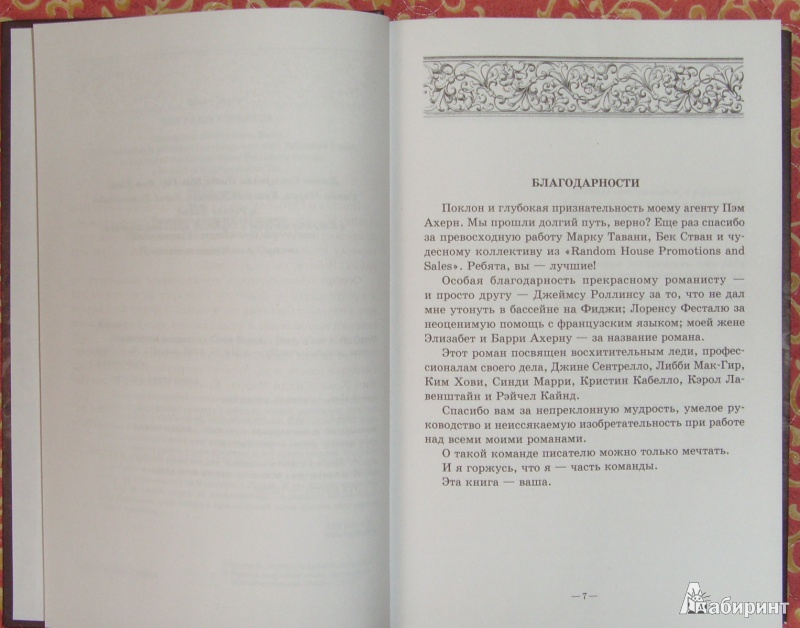 БЛАГОДАРНОСТИ
Поклон и глубокая признательность моему агенту Пэм
Ахерн. Мы прошли долгий путь, верно? Еще раз спасибо
за превосходную работу Марку Тавани, Бек Стван и чу-
десному коллективу из «Random House Promotions and
Sales». Ребята, вы — лучшие!
Особая благодарность прекрасному романисту —
и просто другу — Джеймсу Роллинсу за то, что не дал
мне утонуть в бассейне на Фиджи; Лоренсу Фесталю за
неоценимую помощь с французским языком; моей жене
Элизабет и Барри Ахерну — за название романа.
Этот роман посвящен восхитительным леди, профес-
сионалам своего дела, Джине Сентрелло, Либби Мак-Гир,
Ким Хови, Синди Марри, Кристин Кабелло, Кэрол Ла-
венштайн и Рэйчел Кайнд.
Спасибо вам за непреклонную мудрость, умелое ру-
ководство и неиссякаемую изобретательность при работе
над всеми моими романами.
О такой команде писателю можно только мечтать.
И я горжусь, что я — часть команды.
Эта книга — ваша.
— 7 —
Лабиринт